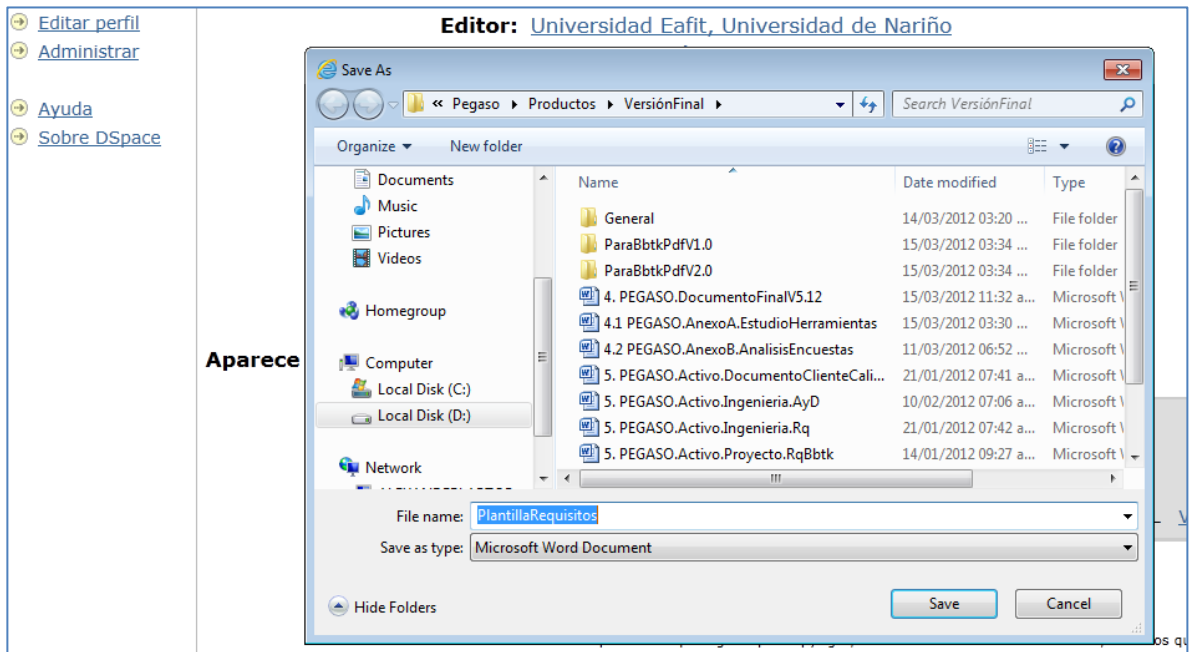 Editar perfil
Administrar
Ayuda
Sobre DSpace
Editor: Universidad Eafit, Universidad de Nariño
Aparece
Save As
« Pegaso Productos VersiónFinal
Search VersiónFinal
Organize New folder
Documents
Music
Pictures
Videos
Homegroup
Computer
Local Disk (C:)
Local Disk (D:)
Network
Name Date modified Type
General 14/03/2012 03:20 ... File folder
ParaBbtkPdfV1.0 15/03/2012 03:34 ... File folder
ParaBbtkPdfV2.0 15/03/2012 03:34 ... File folder
4. PEGASO.DocumentoFinalV5.12 15/03/2012 11:32 a... Microsoft
4.1 PEGASO.AnexoA.EstudioHerramientas 15/03/2012 03:30 ... Microsoft
4.2 PEGASO.AnexoB.AnalisisEncuestas 11/03/2012 06:52 ... Microsoft
5. PEGASO.Activo.DocumentoClienteCali... 21/01/2012 07:41 a... Microsoft
5. PEGASO.Activo.Ingenieria.AyD 10/02/2012 07:06 a... Microsoft
5. PEGASO.Activo.Ingenieria.Rq 21/01/2012 07:42 a... Microsoft
5. PEGASO.Activo.Proyecto.RqBbtk 14/01/2012 09:27 a... Microsoft
File name: PlantillaRequisitos
Save as type: Microsoft Word Document
Hide Folders
Save Cancel